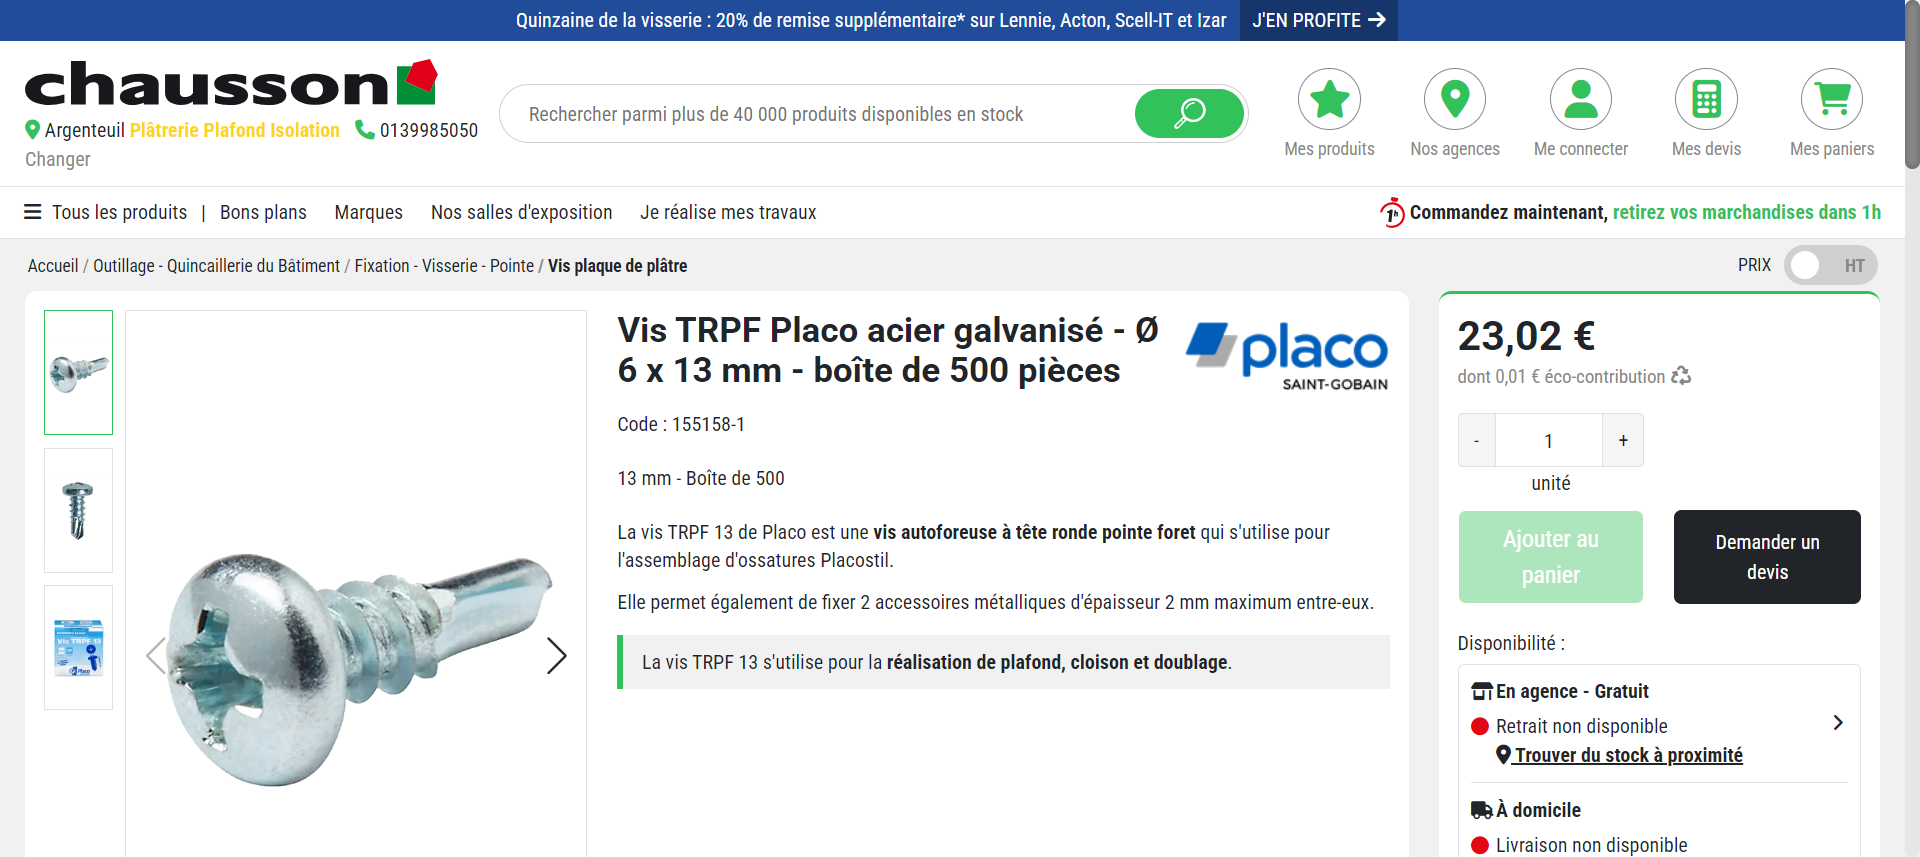 Quinzaine de la visserie : 20% de remise supplémentaire* sur Lennie, Acton, Scell-IT et Izar
J'EN PROFITE
chausson
Argenteuil Plâtrerie Plafond Isolation 0139985050
Changer
Rechercher parmi plus de 40 000 produits disponibles en stock
Mes produits
Nos agences
Me connecter
Mes devis
Mes paniers
Tous les produits | Bons plans Marques Nos salles d'exposition Je réalise mes travaux
1h Commandez maintenant, retirez vos marchandises dans 1h
Accueil / Outillage - Quincaillerie du Bâtiment / Fixation - Visserie - Pointe / Vis plaque de plâtre
PRIX HT
Vis TRPF Placo acier galvanisé - Ø
6 x 13 mm - boîte de 500 pièces
placo
SAINT-GOBAIN
Code : 155158-1
13 mm - Boîte de 500
La vis TRPF 13 de Placo est une vis autoforeuse à tête ronde pointe foret qui s'utilise pour
l'assemblage d'ossatures Placostil.
Elle permet également de fixer 2 accessoires métalliques d'épaisseur 2 mm maximum entre-eux.
La vis TRPF 13 s'utilise pour la réalisation de plafond, cloison et doublage.
Vis TRPF 13
Placo
23,02 €
dont 0,01 € éco-contribution
- 1 +
unité
Ajouter au
panier
Demander un
devis
Disponibilité :
En agence - Gratuit
Retrait non disponible
Trouver du stock à proximité
À domicile
Livraison non disponible